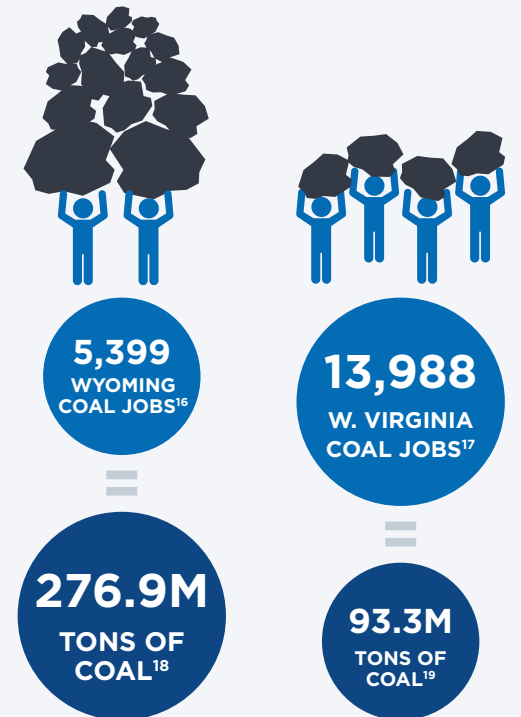 5,399
WYOMING
COAL JOBS16
=
276.9M
TONS OF
COAL18
13,988
W. VIRGINIA
COAL JOBS17
=
93.3M
TONS OF
COAL19